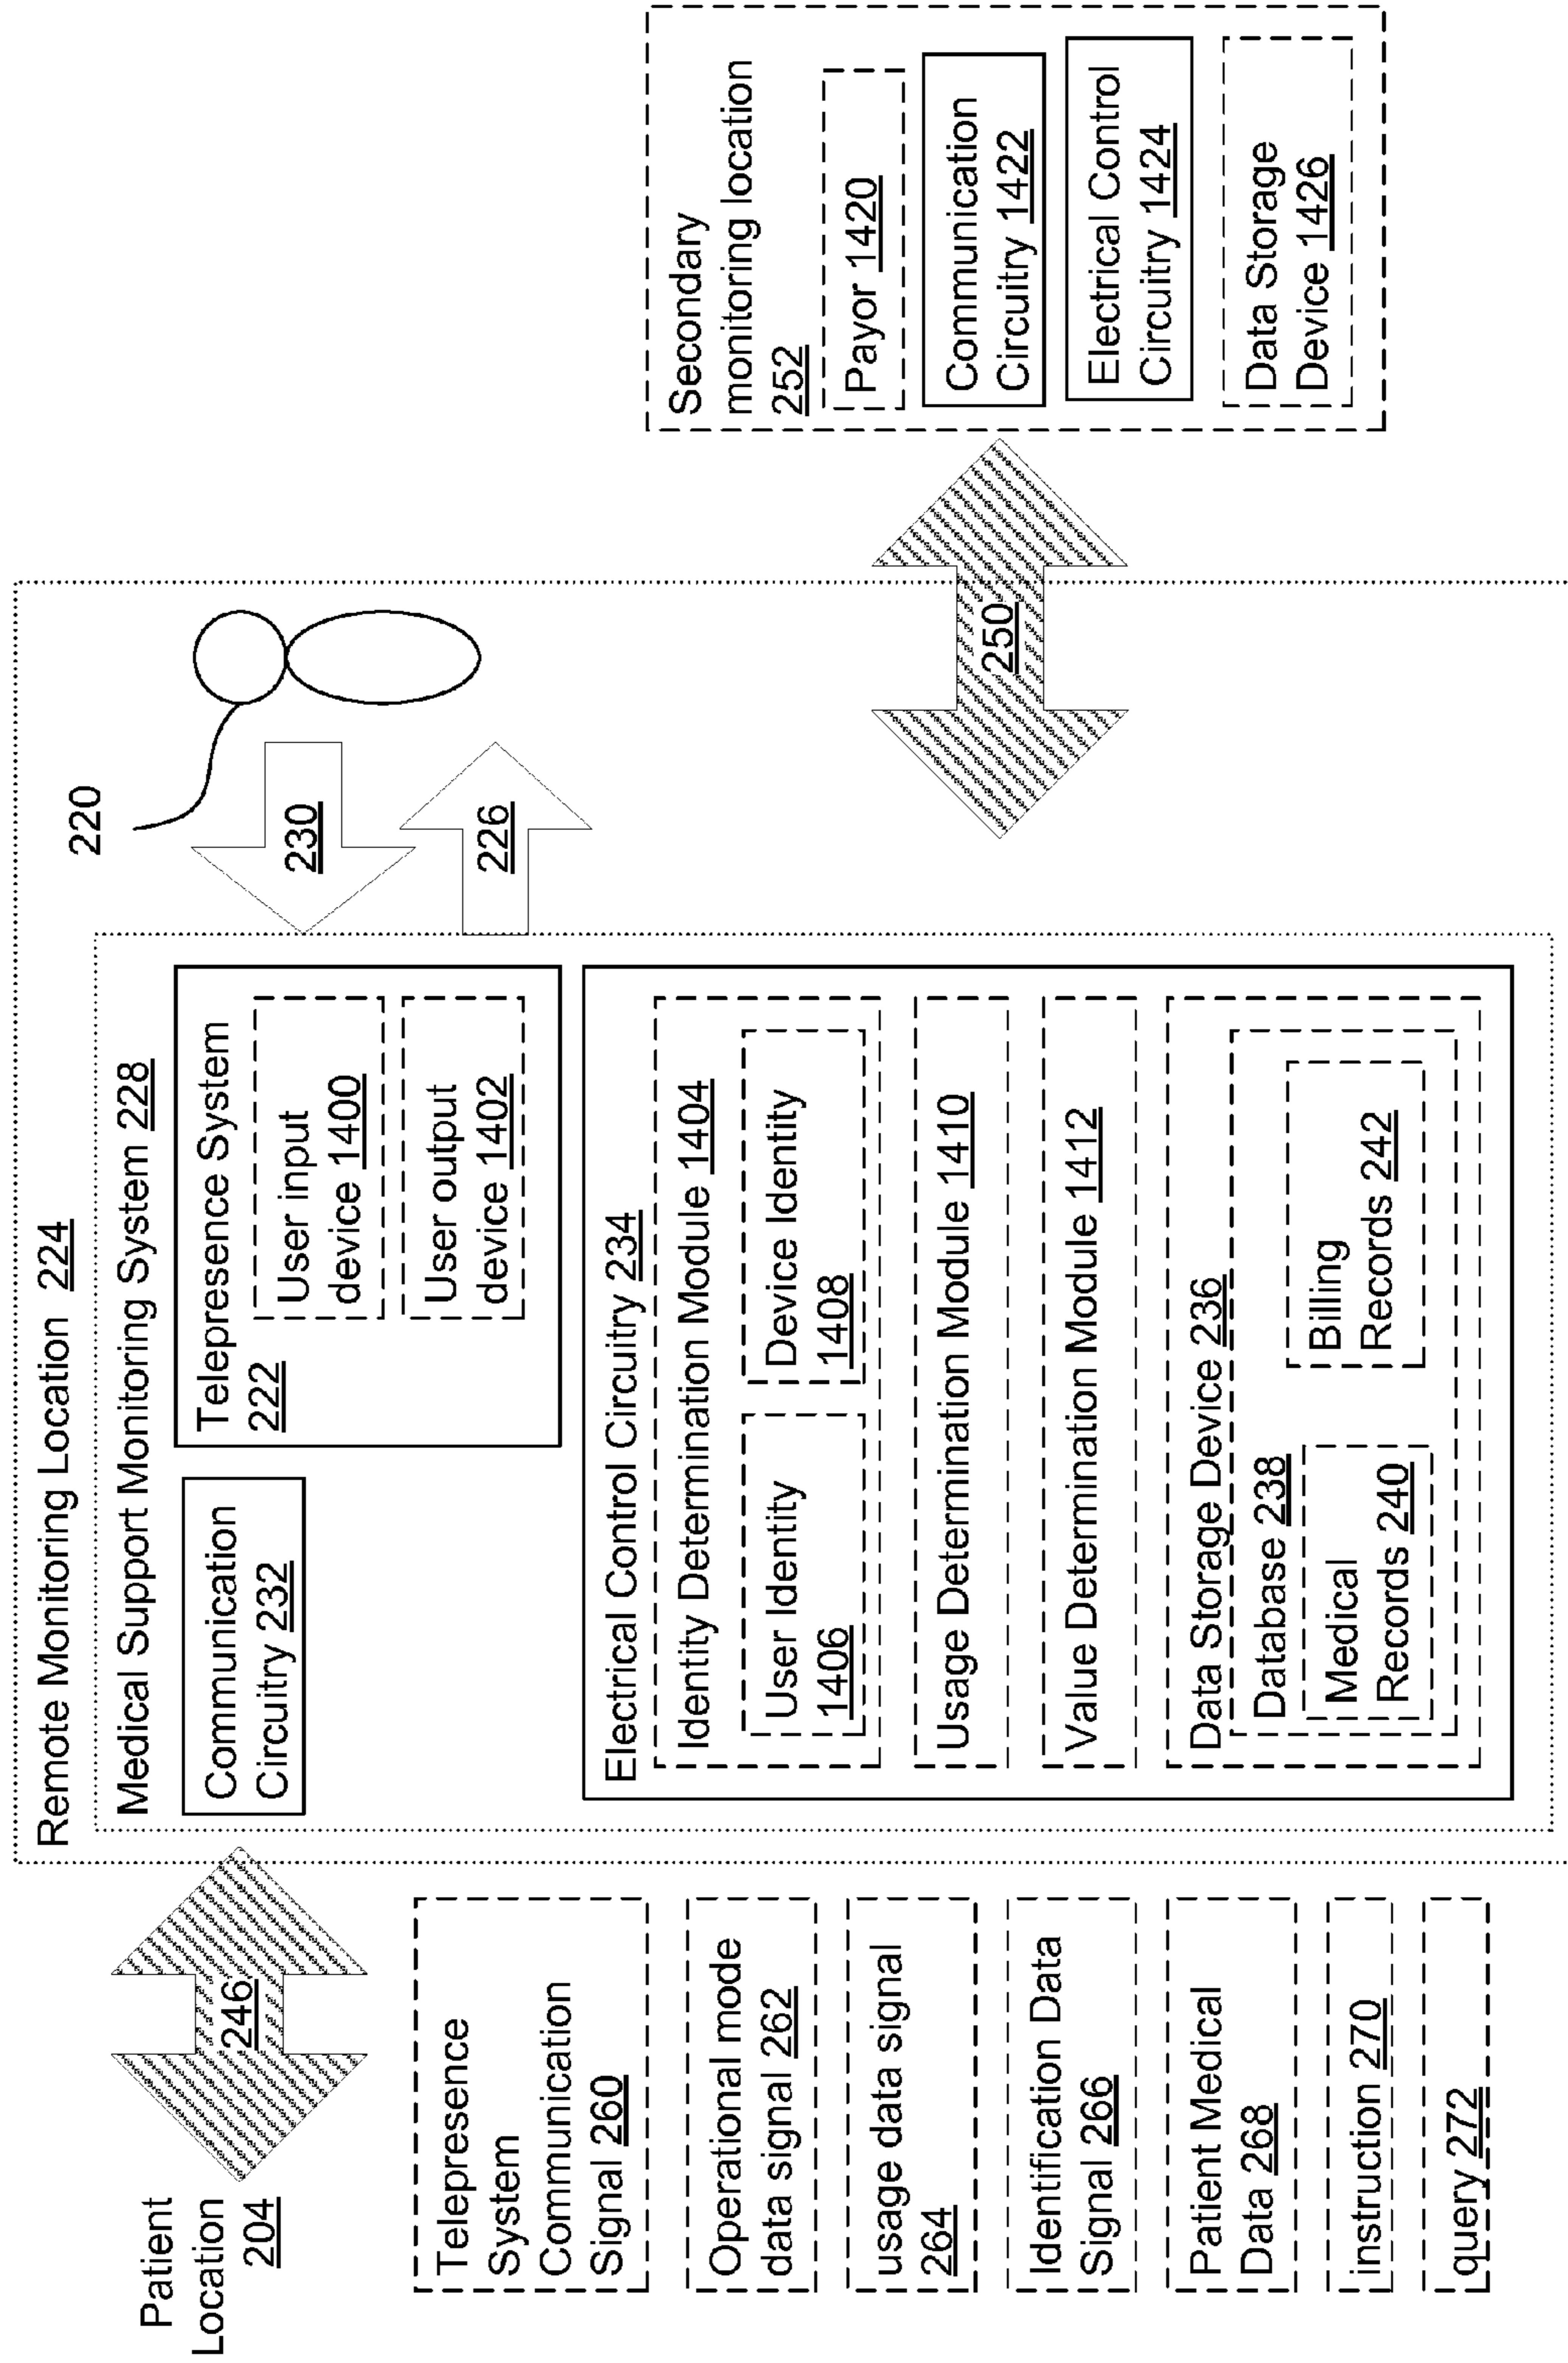 Patient
Location
204
246
Telepresence
System
Communication
Signal 260
Operational mode
data signal 262
usage data signal
264
Identification Data
Signal 266
Patient Medical
Data 268
instruction 270
query 272
Remote Monitoring Location 224
Medical Support Monitoring System 228
Communication
Circuitry 232
Telepresence System
222
User input
device 1400
User output
device 1402
Electrical Control Circuitry 234
Identity Determination Module 1404
User Identity
1406
Device Identity
1408
Usage Determination Module 1410
Value Determination Module 1412
Data Storage Device 236
Database 238
Medical
Records 240
Billing
Records 242
220
230
226
250
Secondary
monitoring location
252
Payor 1420
Communication
Circuitry 1422
Electrical Control
Circuitry 1424
Data Storage
Device 1426